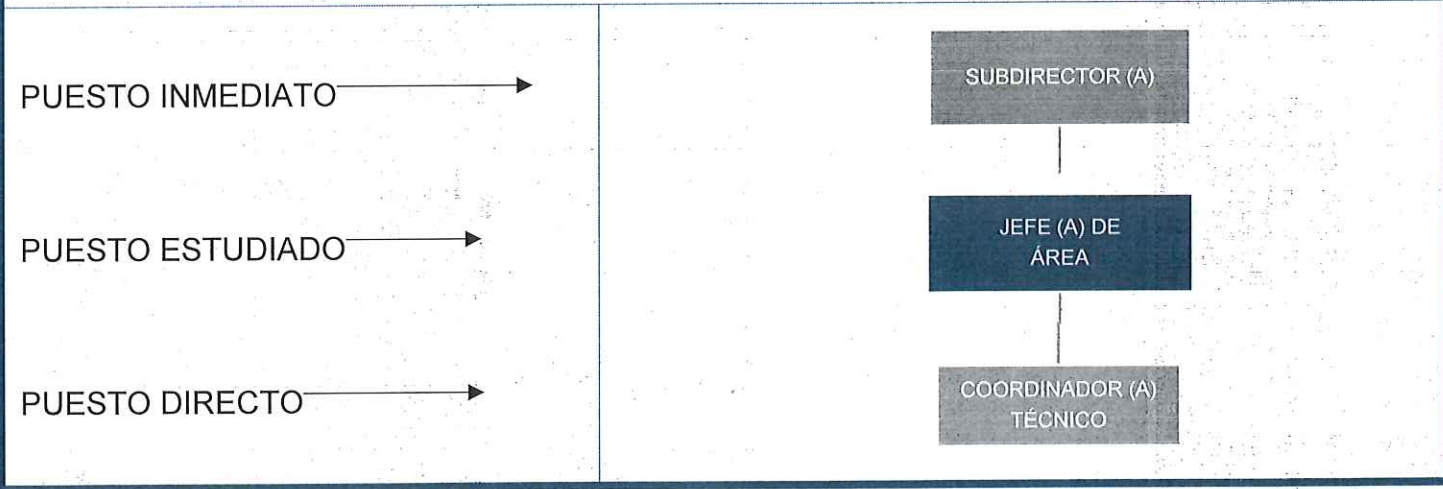 PUESTO INMEDIATO
SUBDIRECTOR (A)
PUESTO ESTUDIADO
JEFE (A) DE
ÁREA
PUESTO DIRECTO
COORDINADOR (A)
TÉCNICO